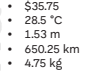 • $35.75
• 28.5 °C
• 1.53 m
• 650.25 km
• 4.75 kg